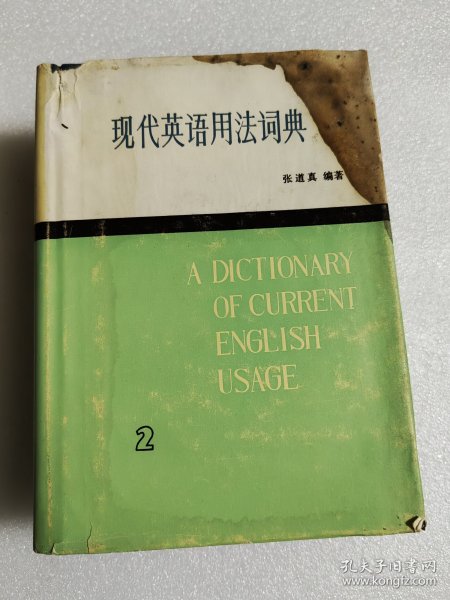 现代英语用法词典
张道真 编著
A DICTIONARY
OF CURRENT
ENGLISH
USAGE
2
孔夫子旧书网
www.kongfz.com